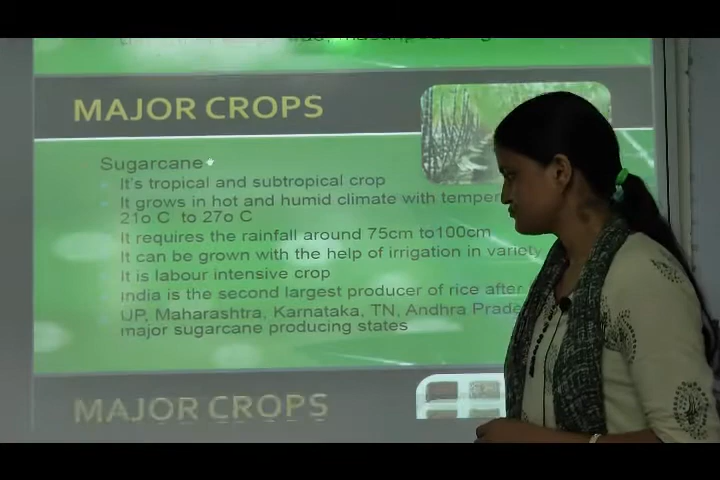 MAJOR CROPS
Sugarcane
It's tropical and subtropical crop
It grows in hot and humid climate with
21o C to 27o C
It requires the rainfall around 75cm to100cm
It can be grown with the help of irrigation in variety
It is labour intensive crop
India is the second largest producer of rice after
UP, Maharashtra, Karnataka, TN, Andhra
major sugarcane producing states
MAJOR CROPS